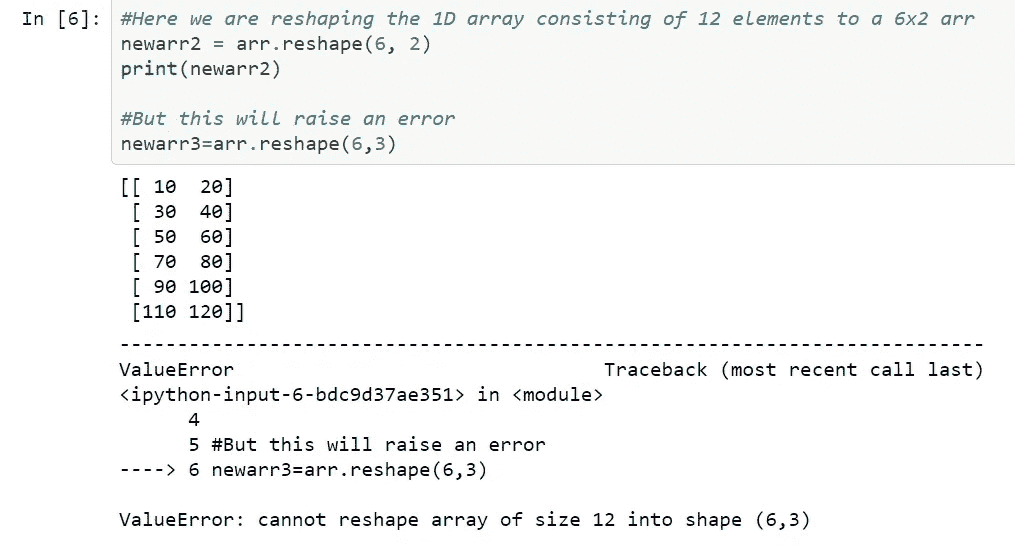 In [6]: #Here we are reshaping the 1D array consisting of 12 elements to a 6x2 arr
newarr2 = arr.reshape(6, 2)
print(newarr2)
#But this will raise an error
newarr3=arr.reshape(6,3)
[[ 10  20]
 [ 30  40]
 [ 50  60]
 [ 70  80]
 [ 90 100]
 [110 120]]
---------------------------------------------------------------------------
ValueError                                Traceback (most recent call last)
<ipython-input-6-bdc9d37ae351> in <module>
      4
      5 #But this will raise an error
----> 6 newarr3=arr.reshape(6,3)
ValueError: cannot reshape array of size 12 into shape (6,3)